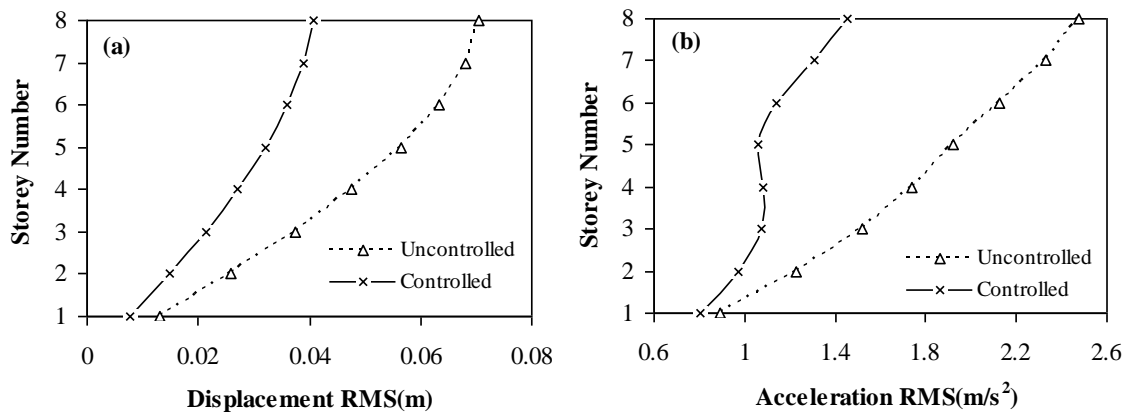 (a)
Storey Number
8
7
6
5
4
3
2
1
Uncontrolled
Controlled
0 0.02 0.04 0.06 0.08
Displacement RMS(m)
(b)
Storey Number
8
7
6
5
4
3
2
1
Uncontrolled
Controlled
0.6 1 1.4 1.8 2.2 2.6
Acceleration RMS(m/s²)